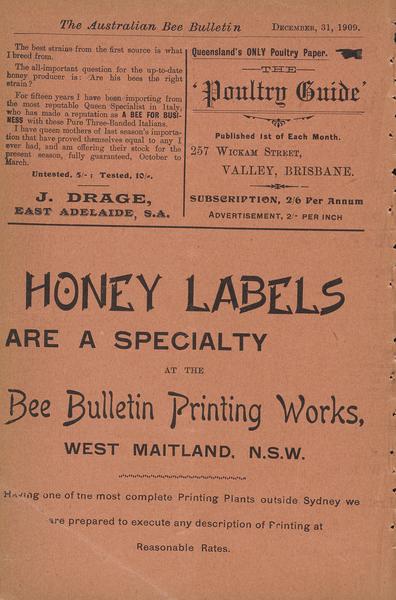 The Australian Bee Bulletin December, 31, 1909.
The best strains from the first source is what
I breed from.
The all-important question for the up-to-date
honey producer is: Are his bees the right
strain?
For fifteen years I have been importing from
the most reputable Queen Specialist in Italy,
who has made a reputation as A BEE FOR BUSI-
NESS with these Pure Three-Banded Italians.
I have queen mothers of last season's importa-
tion that have proved themselves equal to any I
ever had, and am offering their stock for the
present season, fully guaranteed, October to
March.
Untested, 5/-; Tested, 10/-.
J. DRAGE,
EAST ADELAIDE, S.A.
Queensland's ONLY Poultry Paper.
THE
'Poultry Guide'
Published 1st of Each Month.
257 Wickam Street,
VALLEY, BRISBANE.
SUBSCRIPTION, 2/6 Per Annum
Advertisement, 2/- per inch
HONEY LABELS
ARE A SPECIALTY
AT THE
Bee Bulletin Printing Works,
WEST MAITLAND, N.S.W.
Having one of the most complete Printing Plants outside Sydney we
are prepared to execute any description of Printing at
Reasonable Rates.